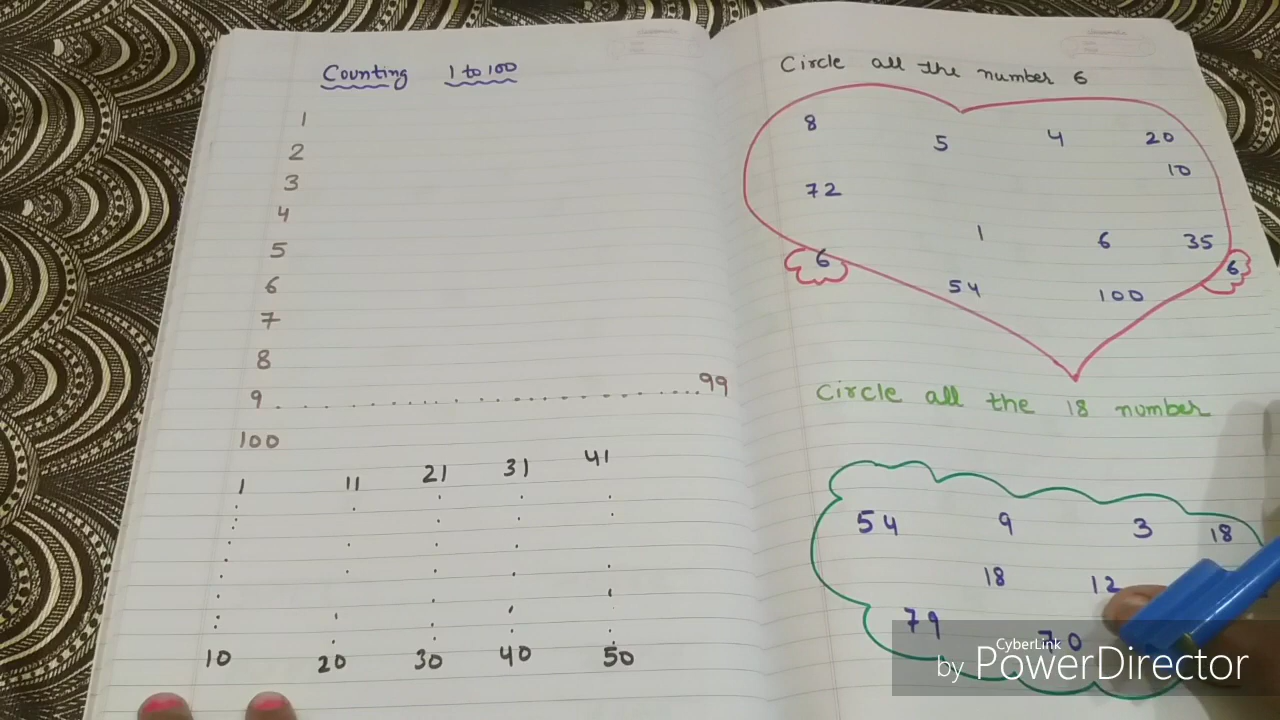 Counting 1 to 100
1
2
3
4
5
6
7
8
9 . . . . . . . . . . . . . . . . . . . . 99
100
1 11 21 31 41
10 20 30 40 50
classmate
Circle all the number 6
8 5 4 20
10
72
1 6 35
6 6
54 100
Circle all the 18 number
54 9 3 18
18 12
79 70
CyberLink
by PowerDirector